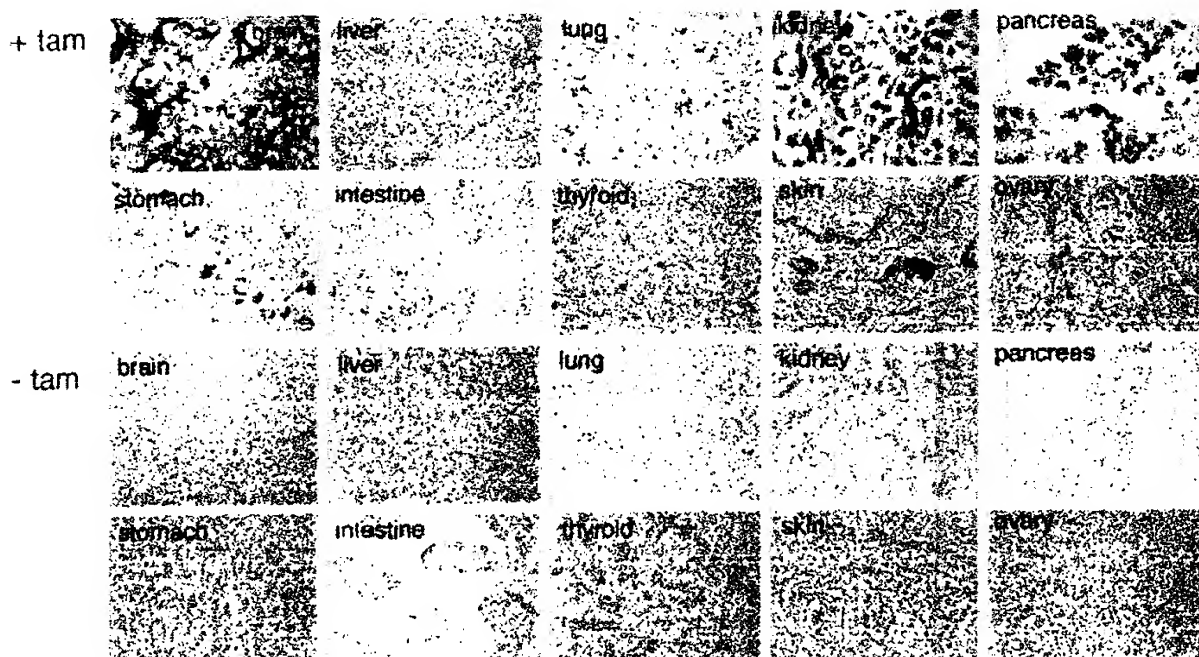 + tam brain liver lung kidney pancreas
stomach intestine thyroid skin ovary
- tam brain liver lung kidney pancreas
stomach intestine thyroid skin ovary